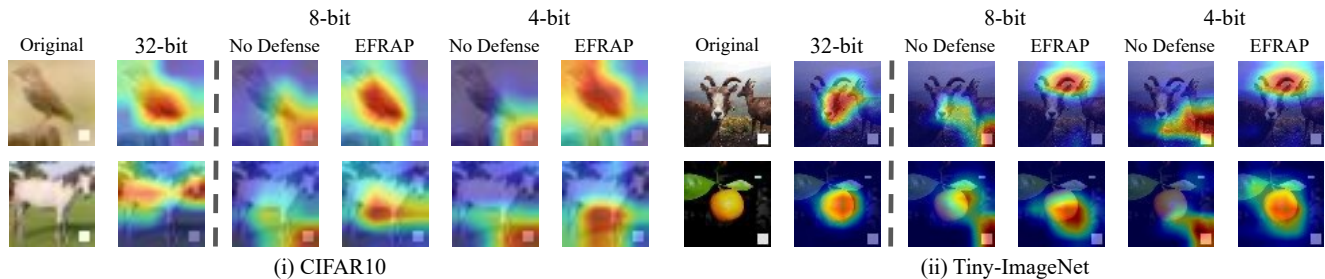 8-bit 4-bit 8-bit 4-bit
Original 32-bit No Defense EFRAP No Defense EFRAP Original 32-bit No Defense EFRAP No Defense EFRAP
(i) CIFAR10 (ii) Tiny-ImageNet